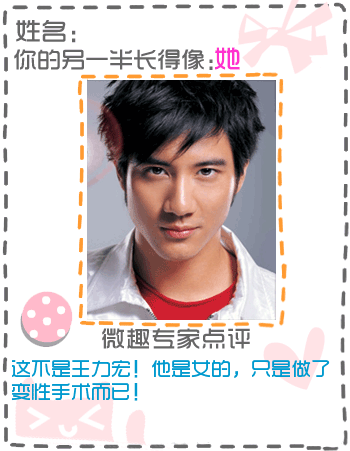 姓名：
你的另一半长得像:她
微趣专家点评
这不是王力宏！他是女的，只是做了
变性手术而已！